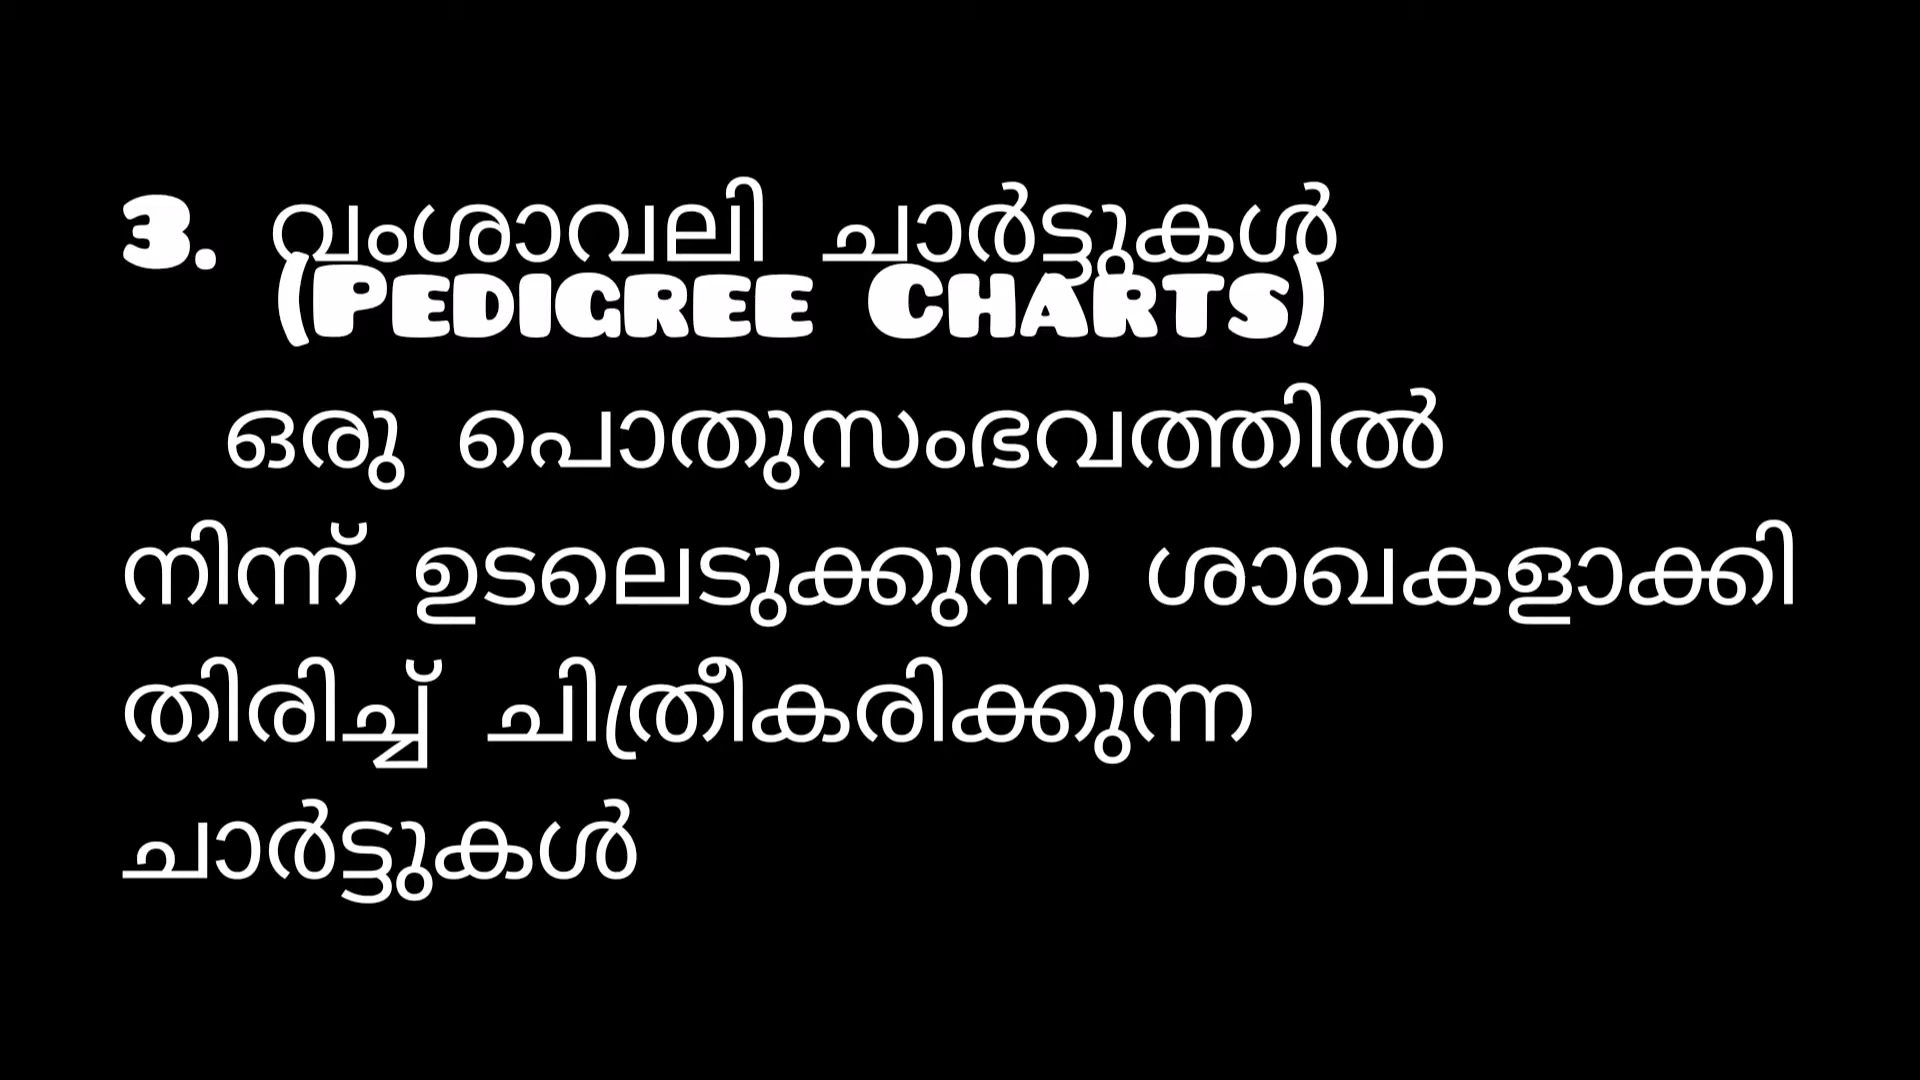 3. വംശാവലി ചാർട്ടുകൾ
(Pedigree Charts)
ഒരു പൊതുസംഭവത്തിൽ
നിന്ന് ഉടലെടുക്കുന്ന ശാഖകളാക്കി
തിരിച്ച് ചിത്രീകരിക്കുന്ന
ചാർട്ടുകൾ